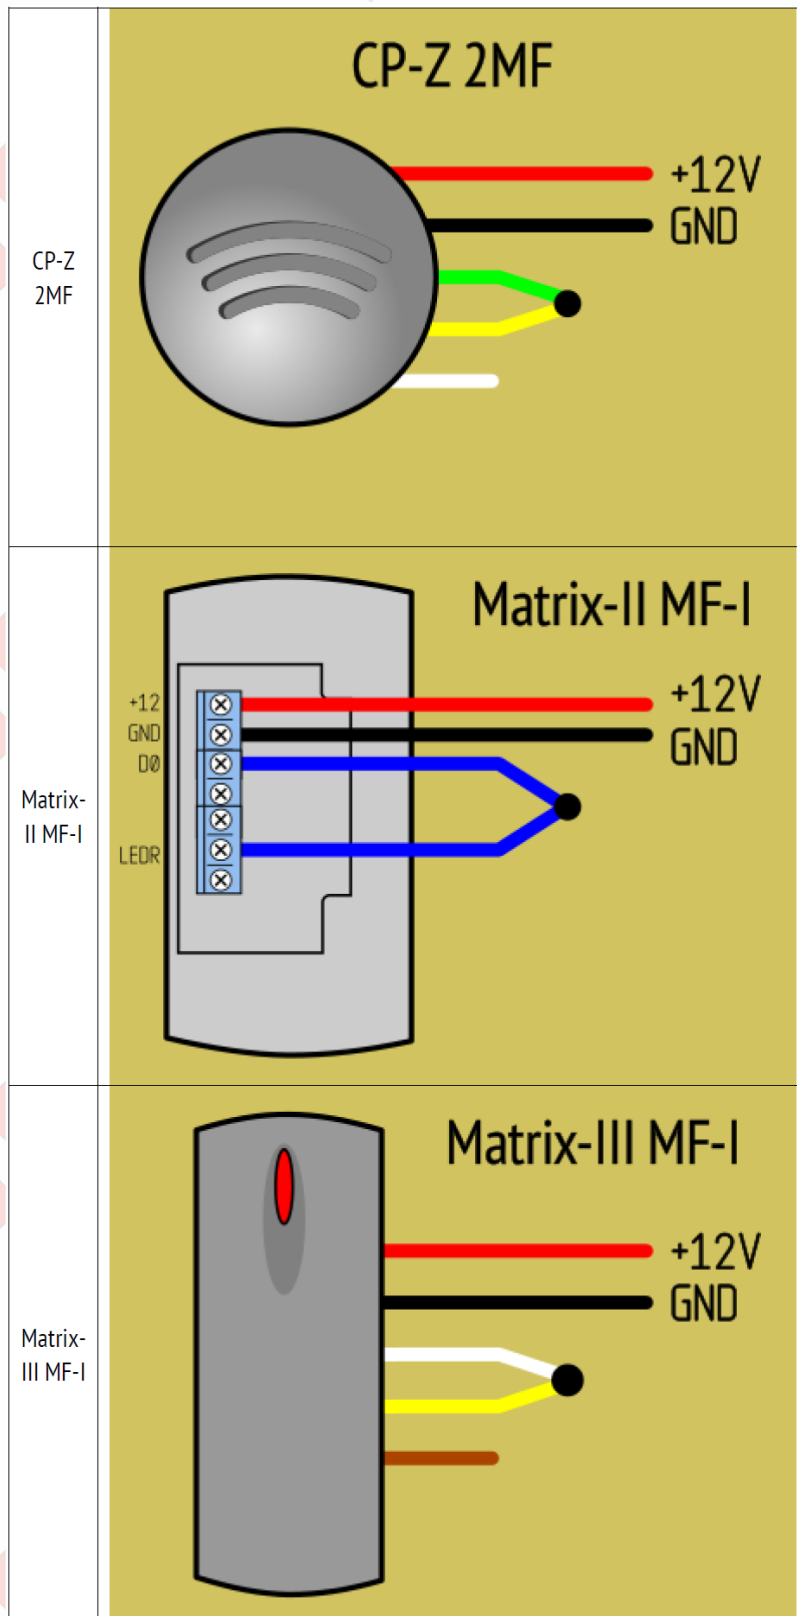 CP-Z
2MF
CP-Z 2MF
+12V
GND
Matrix-
II MF-I
Matrix-II MF-I
+12
GND
D0
LEDR
+12V
GND
Matrix-
III MF-I
Matrix-III MF-I
+12V
GND